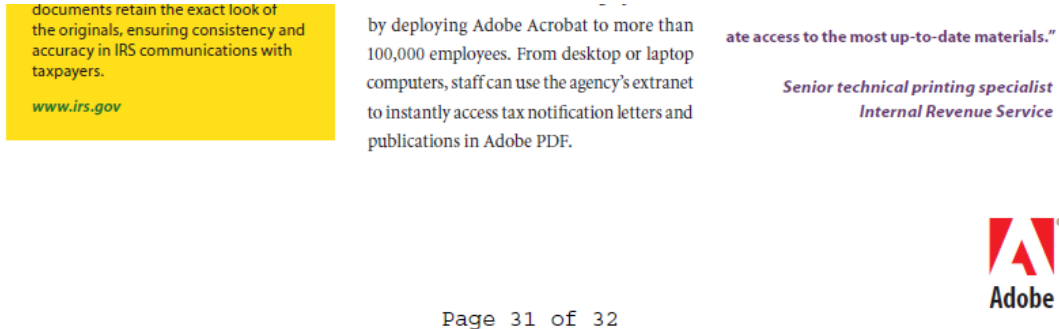 documents retain the exact look of
the originals, ensuring consistency and
accuracy in IRS communications with
taxpayers.
www.irs.gov
by deploying Adobe Acrobat to more than
100,000 employees. From desktop or laptop
computers, staff can use the agency's extranet
to instantly access tax notification letters and
publications in Adobe PDF.
ate access to the most up-to-date materials."
Senior technical printing specialist
Internal Revenue Service
Adobe
Page 31 of 32